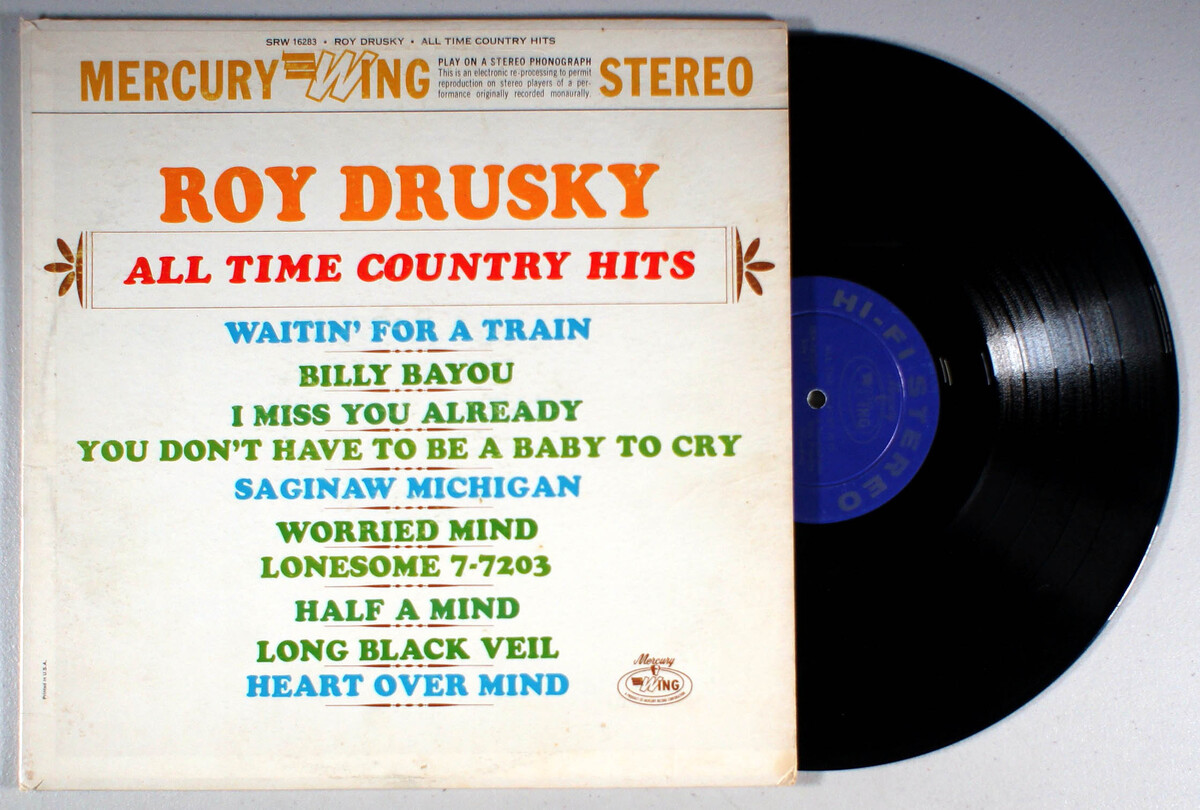 SRW 16283 • ROY DRUSKY • ALL TIME COUNTRY HITS
MERCURY WING
PLAY ON A STEREO PHONOGRAPH
This is an electronic re-processing to permit
reproduction on stereo players of a per-
formance originally recorded monaurally.
STEREO
ROY DRUSKY
ALL TIME COUNTRY HITS
WAITIN' FOR A TRAIN
BILLY BAYOU
I MISS YOU ALREADY
YOU DON'T HAVE TO BE A BABY TO CRY
SAGINAW MICHIGAN
WORRIED MIND
LONESOME 7-7203
HALF A MIND
LONG BLACK VEIL
HEART OVER MIND
Mercury
WING
Printed in U.S.A.
HI-FI STEREO
WING